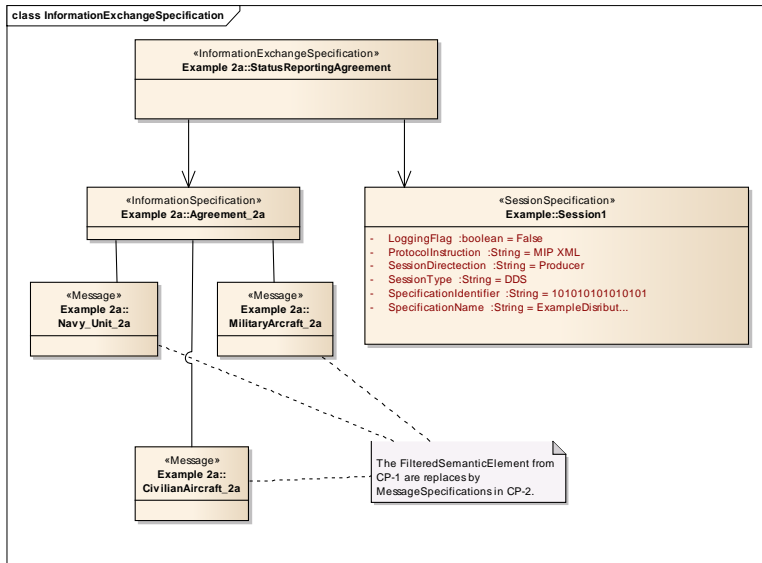 class InformationExchangeSpecification
«InformationExchangeSpecification»
Example 2a::StatusReportingAgreement
«InformationSpecification»
Example 2a::Agreement_2a
«SessionSpecification»
Example::Session1
- LoggingFlag :boolean = False
- ProtocolInstruction :String = MIP XML
- SessionDirectection :String = Producer
- SessionType :String = DDS
- SpecificationIdentifier :String = 101010101010101
- SpecificationName :String = ExampleDisribut...
«Message»
Example 2a::
Navy_Unit_2a
«Message»
Example 2a::
MilitaryArcraft_2a
«Message»
Example 2a::
CivilianAircraft_2a
The FilteredSemanticElement from
CP-1 are replaces by
MessageSpecifications in CP-2.